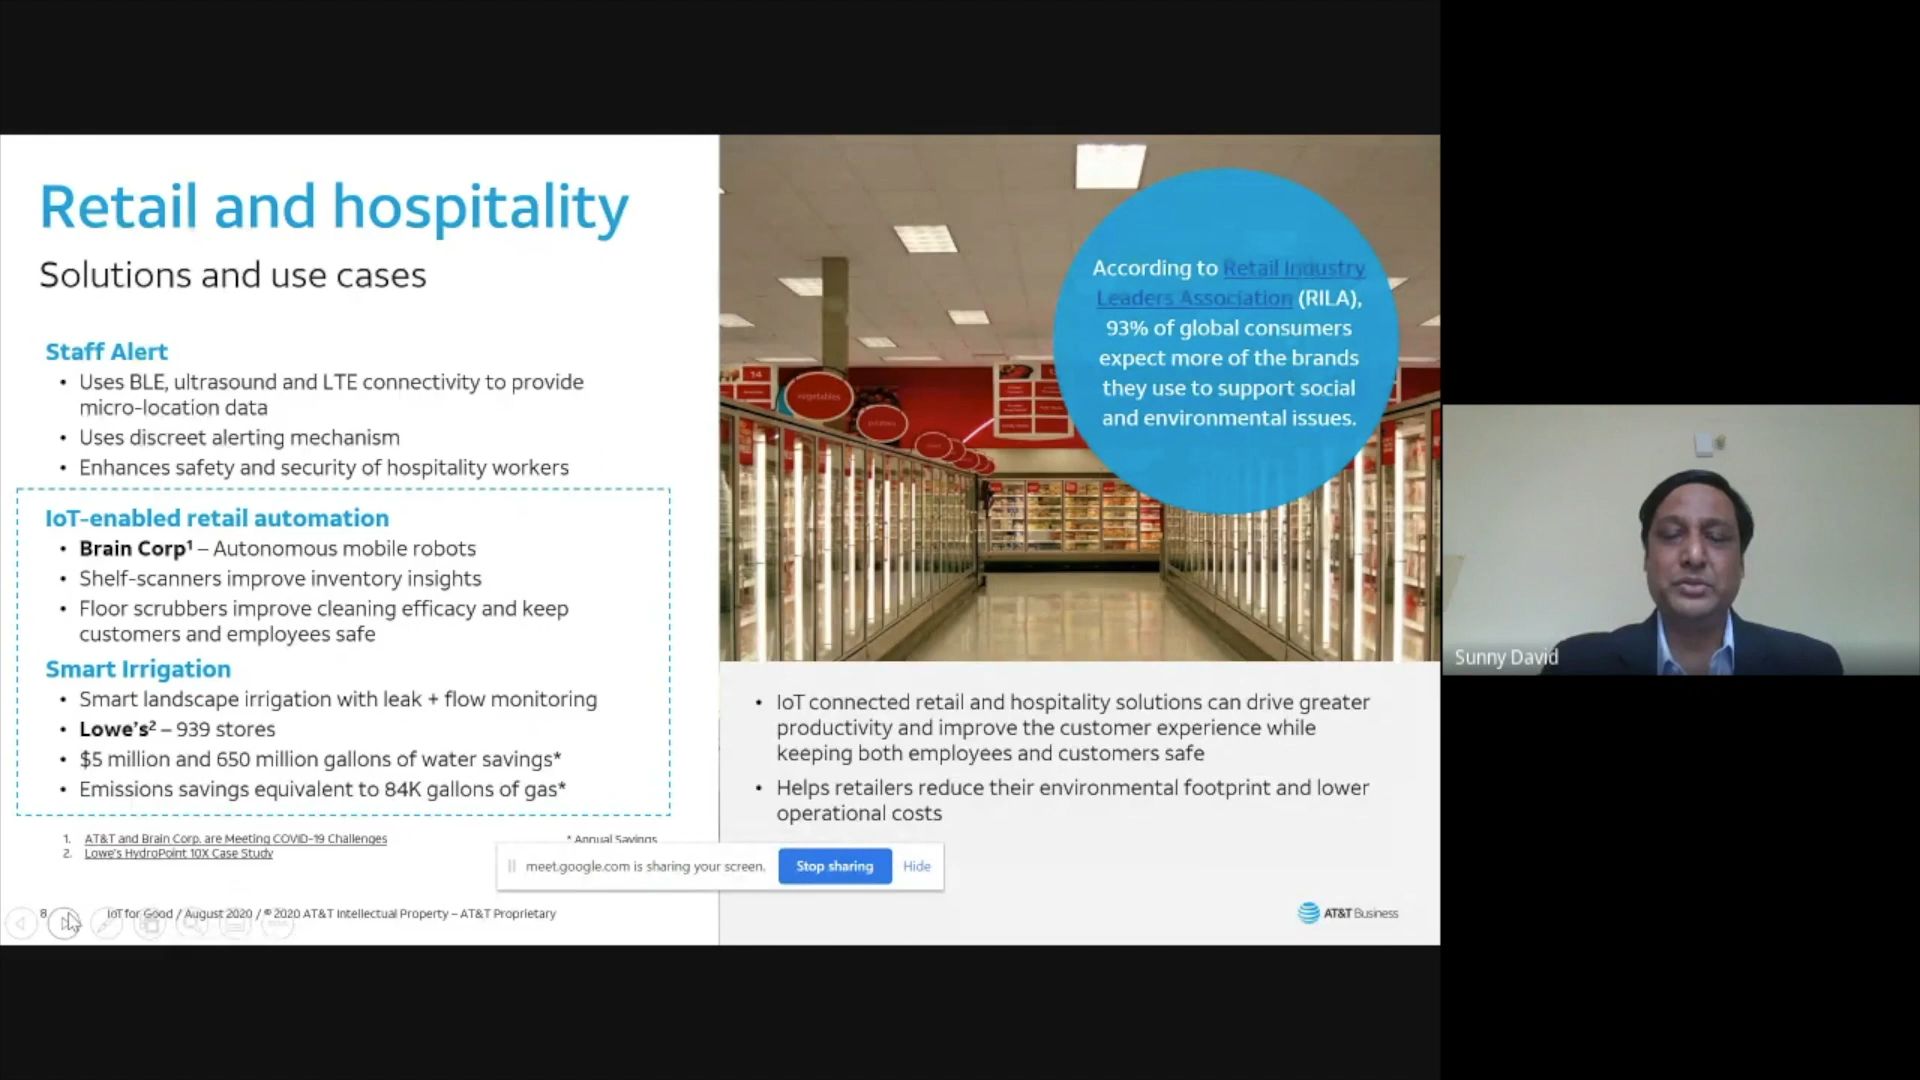 Retail and hospitality
Solutions and use cases
Staff Alert
• Uses BLE, ultrasound and LTE connectivity to provide
micro-location data
• Uses discreet alerting mechanism
• Enhances safety and security of hospitality workers
IoT-enabled retail automation
• Brain Corp¹ – Autonomous mobile robots
• Shelf-scanners improve inventory insights
• Floor scrubbers improve cleaning efficacy and keep
customers and employees safe
Smart Irrigation
• Smart landscape irrigation with leak + flow monitoring
• Lowe's² – 939 stores
• $5 million and 650 million gallons of water savings*
• Emissions savings equivalent to 84K gallons of gas*
1. AT&T and Brain Corp. are Meeting COVID-19 Challenges
2. Lowe's HydroPoint 10X Case Study
* Annual Savings
8 IoT for Good / August 2020 / © 2020 AT&T Intellectual Property – AT&T Proprietary
14
vegetables
According to Retail Industry
Leaders Association (RILA),
93% of global consumers
expect more of the brands
they use to support social
and environmental issues.
• IoT connected retail and hospitality solutions can drive greater
productivity and improve the customer experience while
keeping both employees and customers safe
• Helps retailers reduce their environmental footprint and lower
operational costs
meet.google.com is sharing your screen. Stop sharing Hide
AT&T Business
Sunny David